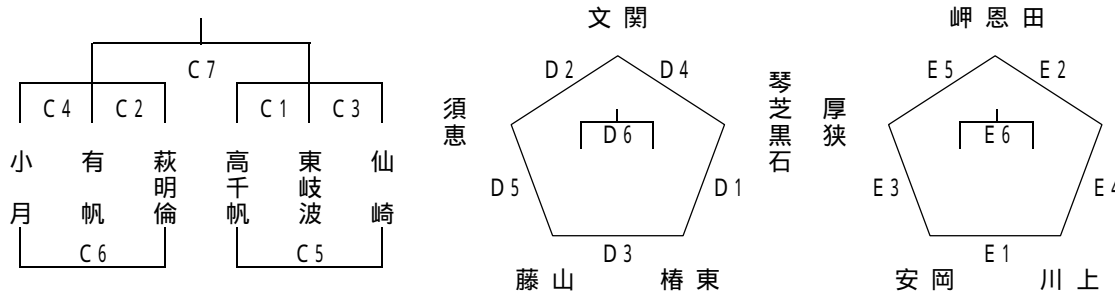 C7
C4 C2 C1 C3
小月 有帆 萩明倫 高千帆 東岐波 仙崎
C6 C5
文関
D2 D4
須恵 琴芝黒石
D6
D5 D1
D3
藤山 椿東
岬恩田
E5 E2
厚狭
E6
E3 E4
E1
安岡 川上